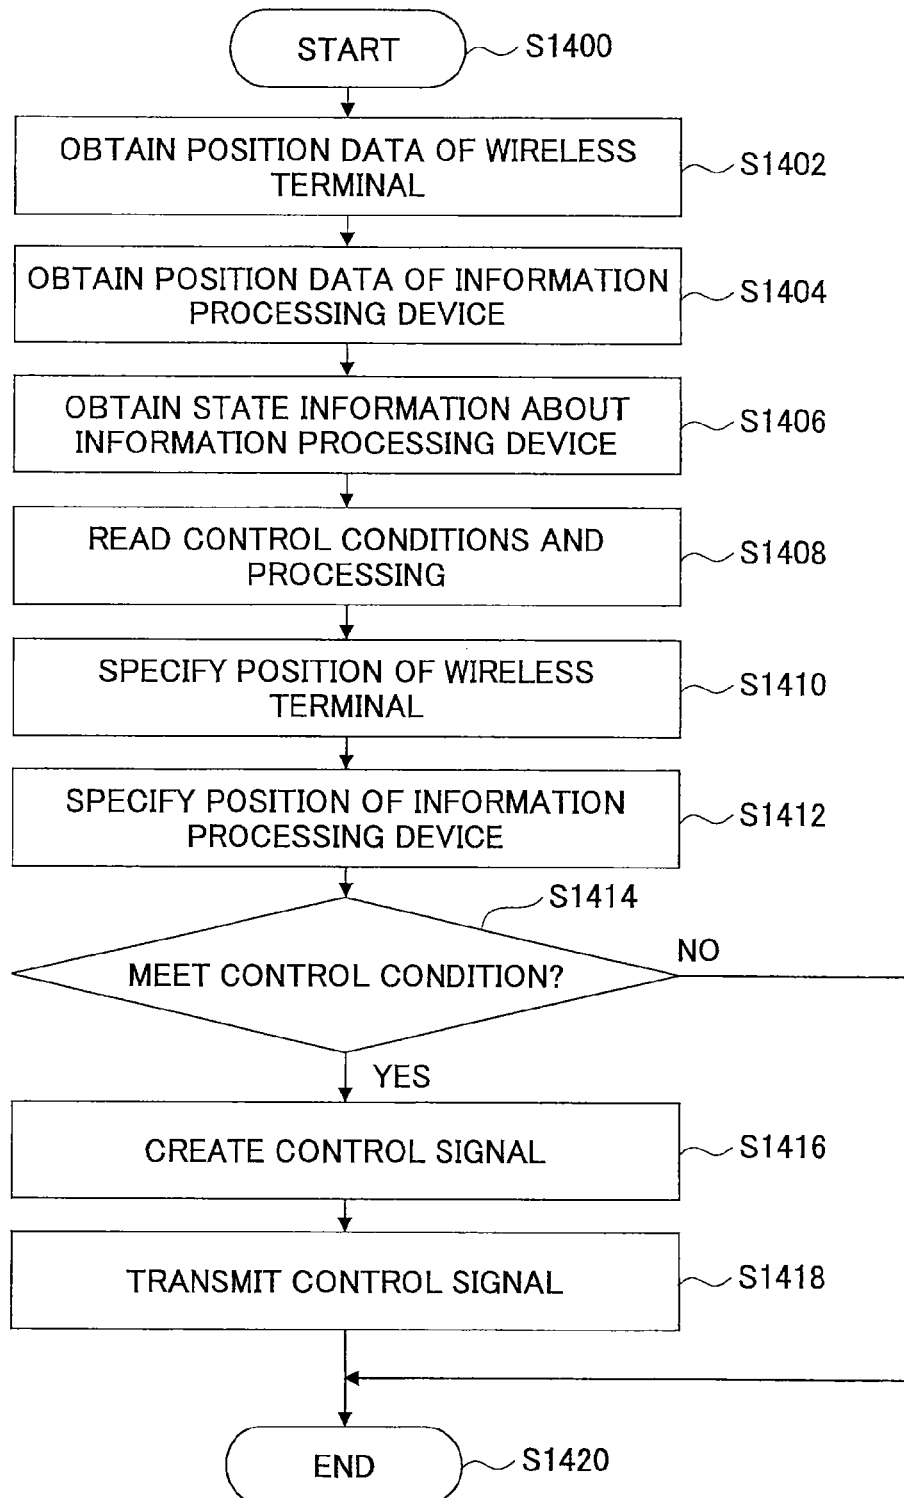 START
S1400
OBTAIN POSITION DATA OF WIRELESS
TERMINAL
S1402
OBTAIN POSITION DATA OF INFORMATION
PROCESSING DEVICE
S1404
OBTAIN STATE INFORMATION ABOUT
INFORMATION PROCESSING DEVICE
S1406
READ CONTROL CONDITIONS AND
PROCESSING
S1408
SPECIFY POSITION OF WIRELESS
TERMINAL
S1410
SPECIFY POSITION OF INFORMATION
PROCESSING DEVICE
S1412
S1414
MEET CONTROL CONDITION?
NO
YES
CREATE CONTROL SIGNAL
S1416
TRANSMIT CONTROL SIGNAL
S1418
END
S1420